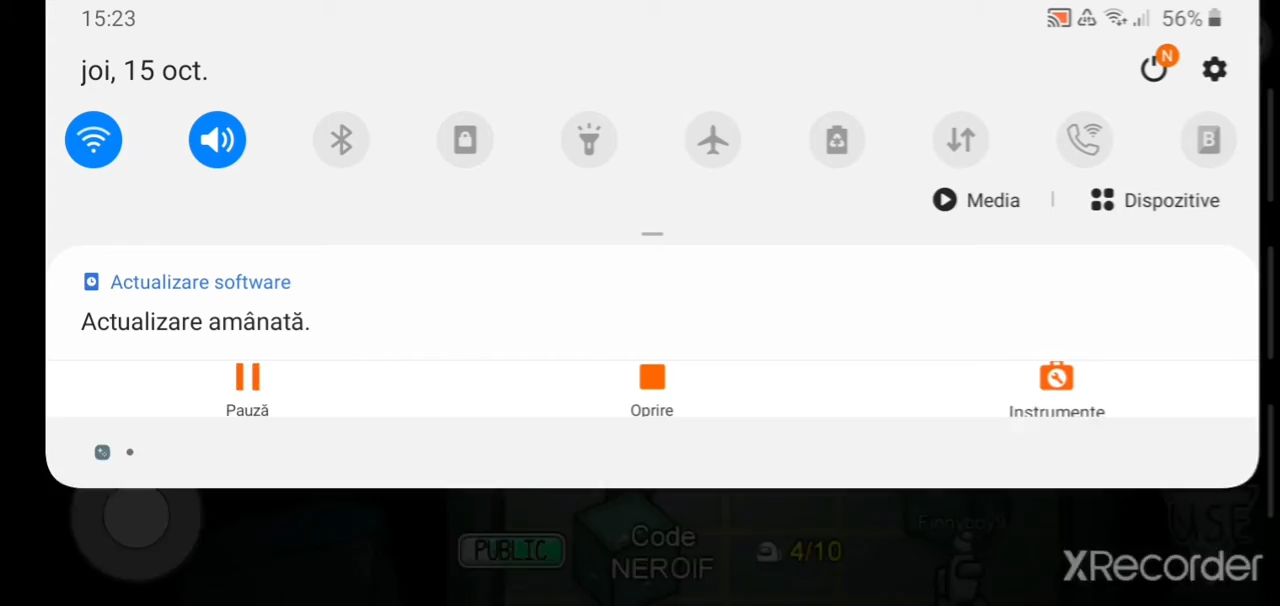 15:23
56%
joi, 15 oct.
N
B
Media | Dispozitive
Actualizare software
Actualizare amânată.
Pauză
Oprire
Instrumente
PUBLIC
Code
NEROIF
4/10
USE
XRecorder